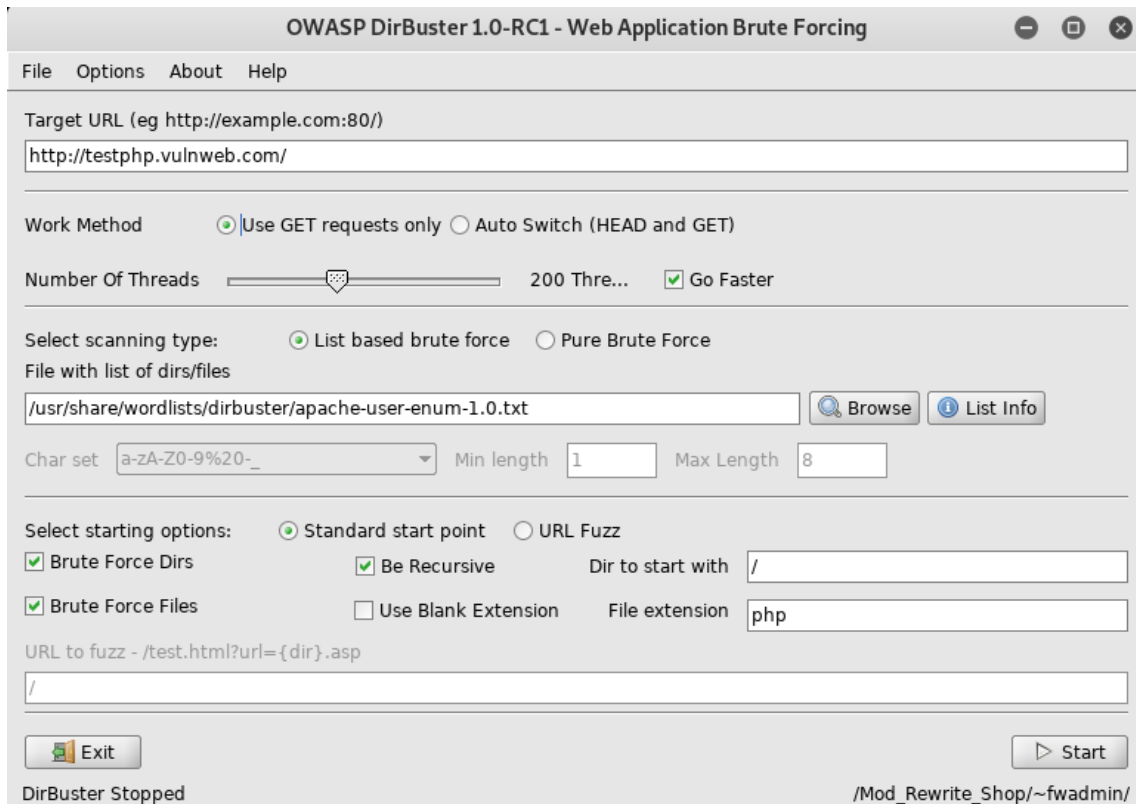 OWASP DirBuster 1.0-RC1 - Web Application Brute Forcing
File Options About Help
Target URL (eg http://example.com:80/)
http://testphp.vulnweb.com/
Work Method Use GET requests only Auto Switch (HEAD and GET)
Number Of Threads 200 Thre... Go Faster
Select scanning type: List based brute force Pure Brute Force
File with list of dirs/files
/usr/share/wordlists/dirbuster/apache-user-enum-1.0.txt Browse List Info
Char set a-zA-Z0-9%20-_ Min length 1 Max Length 8
Select starting options: Standard start point URL Fuzz
Brute Force Dirs Be Recursive Dir to start with /
Brute Force Files Use Blank Extension File extension php
URL to fuzz - /test.html?url={dir}.asp
/
Exit Start
DirBuster Stopped /Mod_Rewrite_Shop/~fwadmin/